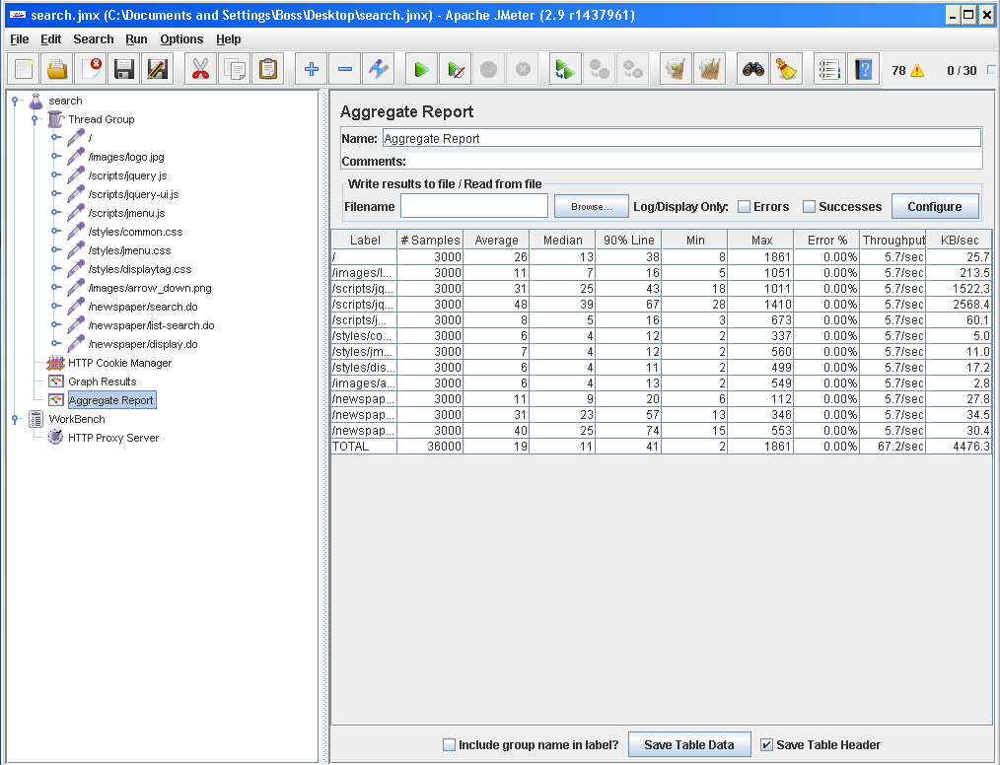 search.jmx (C:\Documents and Settings\Boss\Desktop\search.jmx) - Apache JMeter (2.9 r1437961)
File Edit Search Run Options Help
78 0 / 30
search
Thread Group
/
/images/logo.jpg
/scripts/jquery.js
/scripts/jquery-ui.js
/scripts/jmenu.js
/styles/common.css
/styles/jmenu.css
/styles/displaytag.css
/images/arrow_down.png
/newspaper/search.do
/newspaper/list-search.do
/newspaper/display.do
HTTP Cookie Manager
Graph Results
Aggregate Report
WorkBench
HTTP Proxy Server
Aggregate Report
Name: Aggregate Report
Comments:
Write results to file / Read from file
Filename Browse... Log/Display Only: Errors Successes Configure
Label # Samples Average Median 90% Line Min Max Error % Throughput KB/sec
/ 3000 26 13 38 8 1861 0.00% 5.7/sec 25.7
/images/l... 3000 11 7 16 5 1051 0.00% 5.7/sec 213.5
/scripts/jq... 3000 31 25 43 18 1011 0.00% 5.7/sec 1522.3
/scripts/jq... 3000 48 39 67 28 1410 0.00% 5.7/sec 2568.4
/scripts/j... 3000 8 5 16 3 673 0.00% 5.7/sec 60.1
/styles/co... 3000 6 4 12 2 337 0.00% 5.7/sec 5.0
/styles/jm... 3000 7 4 12 2 560 0.00% 5.7/sec 11.0
/styles/dis... 3000 6 4 11 2 499 0.00% 5.7/sec 17.2
/images/a... 3000 6 4 13 2 549 0.00% 5.7/sec 2.8
/newspap... 3000 11 9 20 6 112 0.00% 5.7/sec 27.8
/newspap... 3000 31 23 57 13 346 0.00% 5.7/sec 34.5
/newspap... 3000 40 25 74 15 553 0.00% 5.7/sec 30.4
TOTAL 36000 19 11 41 2 1861 0.00% 67.2/sec 4476.3
Include group name in label? Save Table Data Save Table Header